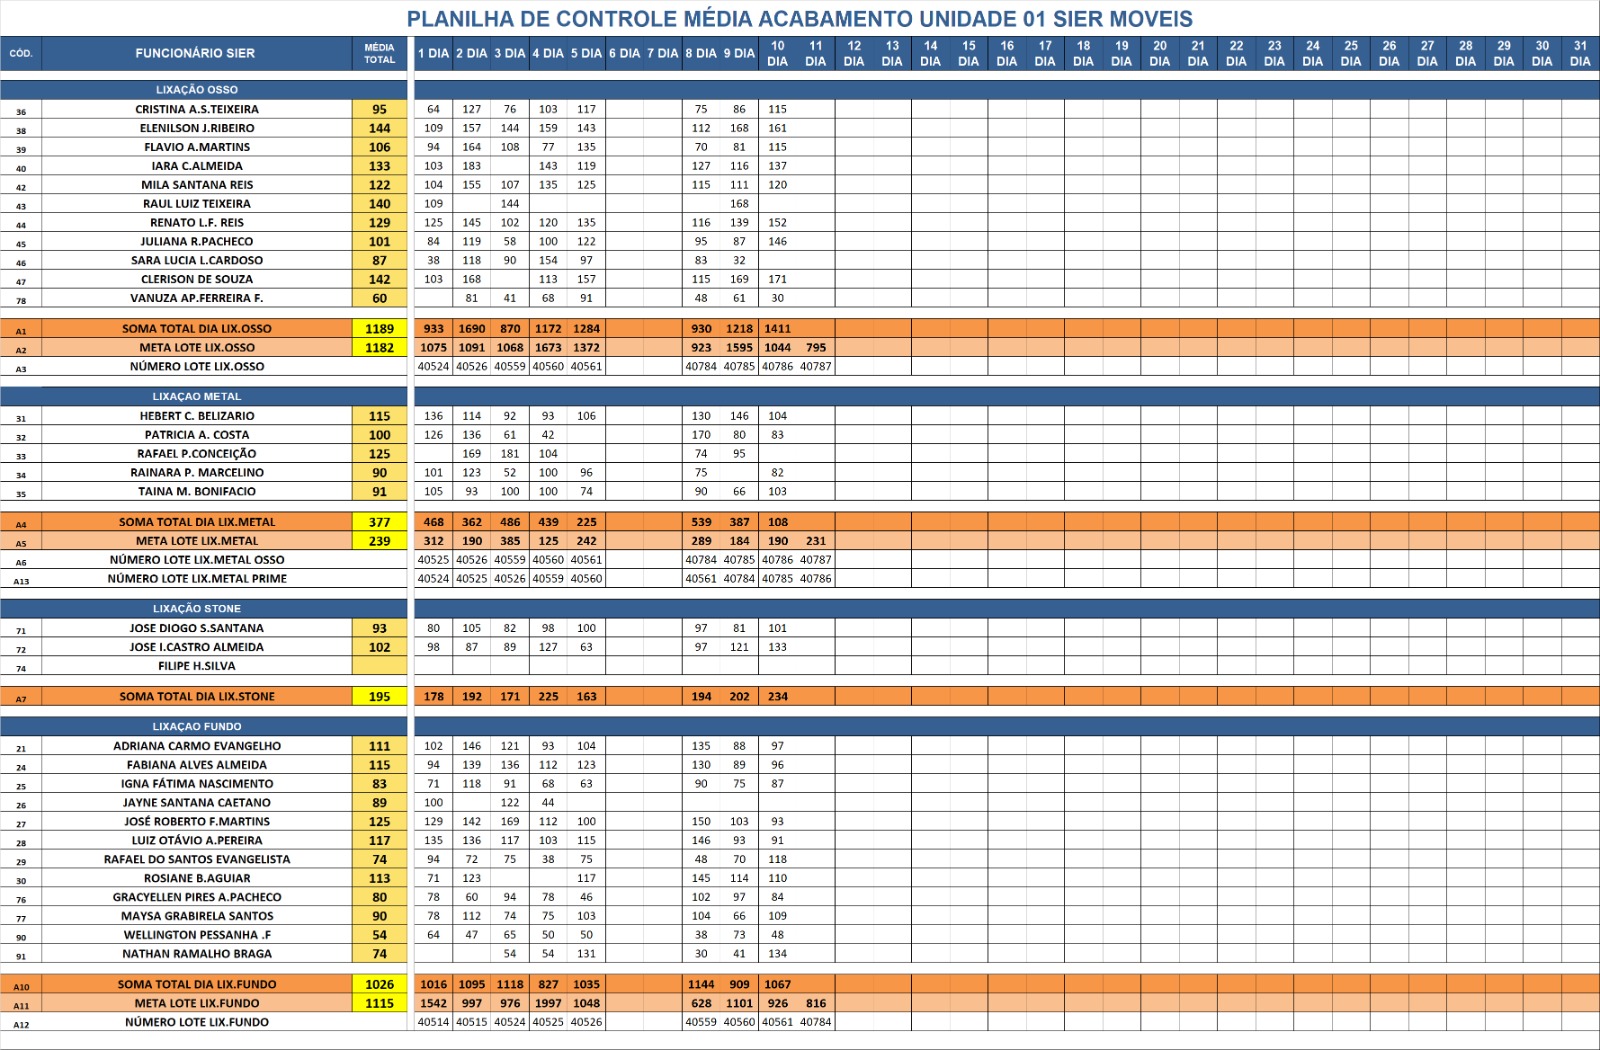 PLANILHA DE CONTROLE MÉDIA ACABAMENTO UNIDADE 01 SIER MOVEIS
CÓD. FUNCIONÁRIO SIER MÉDIA TOTAL 1 DIA 2 DIA 3 DIA 4 DIA 5 DIA 6 DIA 7 DIA 8 DIA 9 DIA 10 DIA 11 DIA 12 DIA 13 DIA 14 DIA 15 DIA 16 DIA 17 DIA 18 DIA 19 DIA 20 DIA 21 DIA 22 DIA 23 DIA 24 DIA 25 DIA 26 DIA 27 DIA 28 DIA 29 DIA 30 DIA 31 DIA
LIXAÇÃO OSSO
36 CRISTINA A.S.TEIXEIRA 95 64 127 76 103 117 75 86 115
38 ELENILSON J.RIBEIRO 144 109 157 144 159 143 112 168 161
39 FLAVIO A.MARTINS 106 94 164 108 77 135 70 81 115
40 IARA C.ALMEIDA 133 103 183 143 119 127 116 137
42 MILA SANTANA REIS 122 104 155 107 135 125 115 111 120
43 RAUL LUIZ TEIXEIRA 140 109 144 168
44 RENATO L.F. REIS 129 125 145 102 120 135 116 139 152
45 JULIANA R.PACHECO 101 84 119 58 100 122 95 87 146
46 SARA LUCIA L.CARDOSO 87 38 118 90 154 97 83 32
47 CLERISON DE SOUZA 142 103 168 113 157 115 169 171
78 VANUZA AP.FERREIRA F. 60 81 41 68 91 48 61 30
A1 SOMA TOTAL DIA LIX.OSSO 1189 933 1690 870 1172 1284 930 1218 1411
A2 META LOTE LIX.OSSO 1182 1075 1091 1068 1673 1372 923 1595 1044 795
A3 NÚMERO LOTE LIX.OSSO 40524 40526 40559 40560 40561 40784 40785 40786 40787
LIXAÇAO METAL
31 HEBERT C. BELIZARIO 115 136 114 92 93 106 130 146 104
32 PATRICIA A. COSTA 100 126 136 61 42 170 80 83
33 RAFAEL P.CONCEIÇÃO 125 169 181 104 74 95
34 RAINARA P. MARCELINO 90 101 123 52 100 96 75 82
35 TAINA M. BONIFACIO 91 105 93 100 100 74 90 66 103
A4 SOMA TOTAL DIA LIX.METAL 377 468 362 486 439 225 539 387 108
A5 META LOTE LIX.METAL 239 312 190 385 125 242 289 184 190 231
A6 NÚMERO LOTE LIX.METAL OSSO 40525 40526 40559 40560 40561 40784 40785 40786 40787
A13 NÚMERO LOTE LIX.METAL PRIME 40524 40525 40526 40559 40560 40561 40784 40785 40786
LIXAÇÃO STONE
71 JOSE DIOGO S.SANTANA 93 80 105 82 98 100 97 81 101
72 JOSE I.CASTRO ALMEIDA 102 98 87 89 127 63 97 121 133
74 FILIPE H.SILVA
A7 SOMA TOTAL DIA LIX.STONE 195 178 192 171 225 163 194 202 234
LIXAÇAO FUNDO
21 ADRIANA CARMO EVANGELHO 111 102 146 121 93 104 135 88 97
24 FABIANA ALVES ALMEIDA 115 94 139 136 112 123 130 89 96
25 IGNA FÁTIMA NASCIMENTO 83 71 118 91 68 63 90 75 87
26 JAYNE SANTANA CAETANO 89 100 122 44
27 JOSÉ ROBERTO F.MARTINS 125 129 142 169 112 100 150 103 93
28 LUIZ OTÁVIO A.PEREIRA 117 135 136 117 103 115 146 93 91
29 RAFAEL DO SANTOS EVANGELISTA 74 94 72 75 38 75 48 70 118
30 ROSIANE B.AGUIAR 113 71 123 117 145 114 110
76 GRACYELLEN PIRES A.PACHECO 80 78 60 94 78 46 102 97 84
77 MAYSA GRABIRELA SANTOS 90 78 112 74 75 103 104 66 109
90 WELLINGTON PESSANHA .F 54 64 47 65 50 50 38 73 48
91 NATHAN RAMALHO BRAGA 74 54 54 131 30 41 134
A10 SOMA TOTAL DIA LIX.FUNDO 1026 1016 1095 1118 827 1035 1144 909 1067
A11 META LOTE LIX.FUNDO 1115 1542 997 976 1997 1048 628 1101 926 816
A12 NÚMERO LOTE LIX.FUNDO 40514 40515 40524 40525 40526 40559 40560 40561 40784